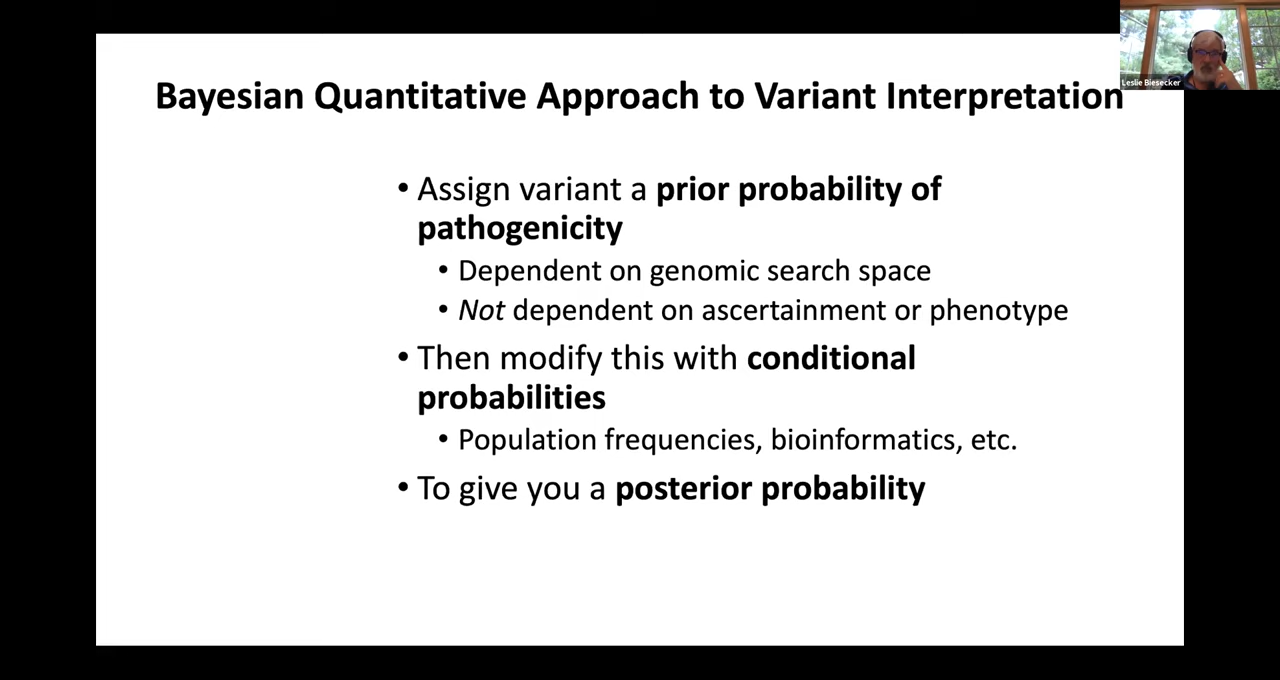 Bayesian Quantitative Approach to Variant Interpretation
Leslie Biesecker
• Assign variant a prior probability of
pathogenicity
• Dependent on genomic search space
• Not dependent on ascertainment or phenotype
• Then modify this with conditional
probabilities
• Population frequencies, bioinformatics, etc.
• To give you a posterior probability